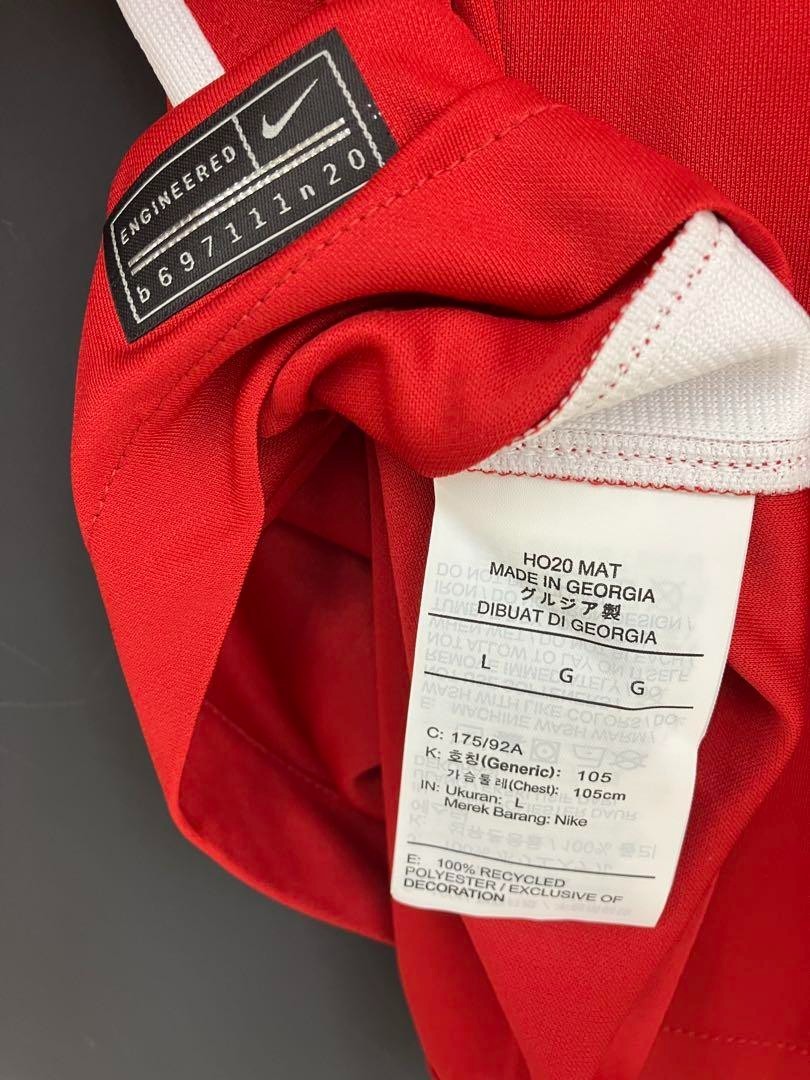 ENGINEERED
b697111n20
HO20 MAT
MADE IN GEORGIA
グルジア製
DIBUAT DI GEORGIA
L G G
C: 175/92A
K: 호칭(Generic): 105
가슴둘레(Chest): 105cm
IN: Ukuran: L
Merek Barang: Nike
E: 100% RECYCLED
POLYESTER / EXCLUSIVE OF
DECORATION